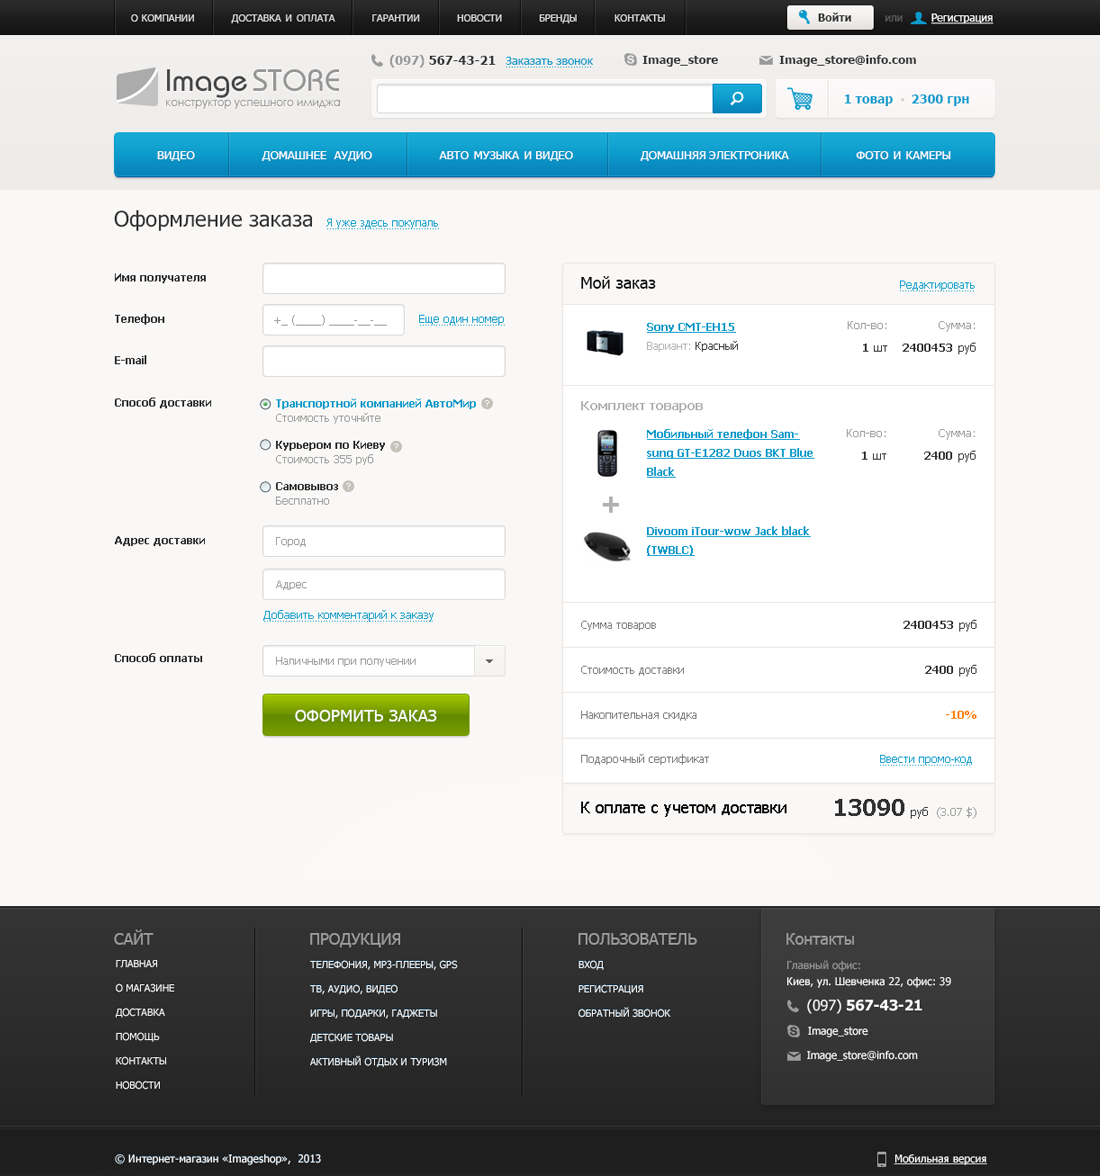 О КОМПАНИИ
ДОСТАВКА И ОПЛАТА
ГАРАНТИИ
НОВОСТИ
БРЕНДЫ
КОНТАКТЫ
Войти
или
Регистрация
(097) 567-43-21
Заказать звонок
Image_store
Image_store@info.com
Image STORE
конструктор успешного имиджа
1 товар • 2300 грн
ВИДЕО
ДОМАШНЕЕ АУДИО
АВТО МУЗЫКА И ВИДЕО
ДОМАШНЯЯ ЭЛЕКТРОНИКА
ФОТО И КАМЕРЫ
Оформление заказа
Я уже здесь покупаль
Имя получателя
Телефон
+_ (____) ____-__-__
Еще один номер
E-mail
Способ доставки
Транспортной компанией АвтоМир ?
Стоимость уточнйте
Курьером по Киеву ?
Стоимость 355 руб
Самовывоз ?
Бесплатно
Адрес доставки
Город
Адрес
Добавить комментарий к заказу
Способ оплаты
Наличными при получении
ОФОРМИТЬ ЗАКАЗ
Мой заказ
Редактировать
Sony CMT-EH15
Вариант: Красный
Кол-во:
1 шт
Сумма:
2400453 руб
Комплект товаров
Мобильный телефон Sam-
sung GT-E1282 Duos BKT Blue
Black
Кол-во:
1 шт
Сумма:
2400 руб
+
Divoom iTour-wow Jack black
(TWBLC)
Сумма товаров
2400453 руб
Стоимость доставки
2400 руб
Накопительная скидка
-10%
Подарочный сертификат
Ввести промо-код
К оплате с учетом доставки
13090 руб (3.07 $)
САЙТ
ГЛАВНАЯ
О МАГАЗИНЕ
ДОСТАВКА
ПОМОЩЬ
КОНТАКТЫ
НОВОСТИ
ПРОДУКЦИЯ
ТЕЛЕФОНИЯ, MP3-ПЛЕЕРЫ, GPS
ТВ, АУДИО, ВИДЕО
ИГРЫ, ПОДАРКИ, ГАДЖЕТЫ
ДЕТСКИЕ ТОВАРЫ
АКТИВНЫЙ ОТДЫХ И ТУРИЗМ
ПОЛЬЗОВАТЕЛЬ
ВХОД
РЕГИСТРАЦИЯ
ОБРАТНЫЙ ЗВОНОК
Контакты
Главный офис:
Киев, ул. Шевченка 22, офис: 39
(097) 567-43-21
Image_store
Image_store@info.com
© Интернет-магазин «Imageshop», 2013
Мобильная версия